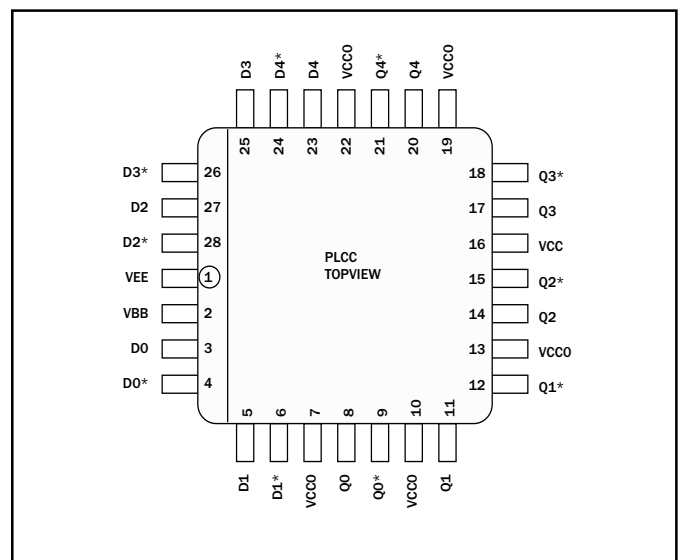 D3
D4*
D4
VCCO
Q4*
Q4
VCCO
25
24
23
22
21
20
19
D3*
26
D2
27
D2*
28
VEE
1
VBB
2
D0
3
D0*
4
PLCC
TOPVIEW
18
Q3*
17
Q3
16
VCC
15
Q2*
14
Q2
13
VCCO
12
Q1*
5
6
7
8
9
10
11
D1
D1*
VCCO
Q0
Q0*
VCCO
Q1